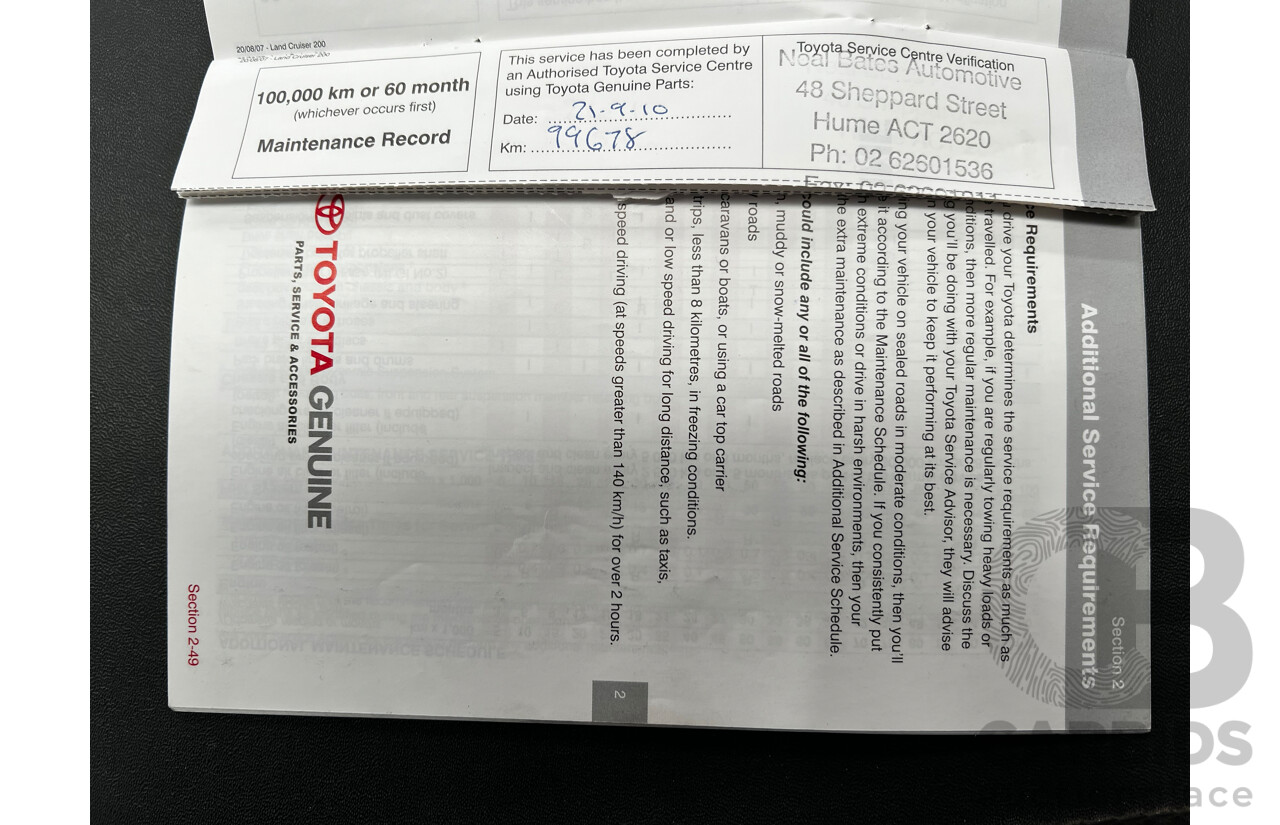 20/08/07 - Land Cruiser 200
100,000 km or 60 month
(whichever occurs first)
Maintenance Record
This service has been completed by
an Authorised Toyota Service Centre
using Toyota Genuine Parts:
Date: 21-9-10
Km: 99678
Toyota Service Centre Verification
Noal Bates Automotive
48 Sheppard Street
Hume ACT 2620
Ph: 02 62601536
Section 2
Additional Service Requirements
e Requirements
drive your Toyota determines the service requirements as much as
travelled. For example, if you are regularly towing heavy loads or
ditions, then more regular maintenance is necessary. Discuss the
g you'll be doing with your Toyota Service Advisor, they will advise
n your vehicle to keep it performing at its best.
ng your vehicle on sealed roads in moderate conditions, then you'll
it according to the Maintenance Schedule. If you consistently put
extreme conditions or drive in harsh environments, then your
he extra maintenance as described in Additional Service Schedule.
could include any or all of the following:
, muddy or snow-melted roads
y roads
caravans or boats, or using a car top carrier
trips, less than 8 kilometres, in freezing conditions.
and or low speed driving for long distance, such as taxis,
speed driving (at speeds greater than 140 km/h) for over 2 hours.
2
TOYOTA GENUINE
PARTS, SERVICE & ACCESSORIES
Section 2-49